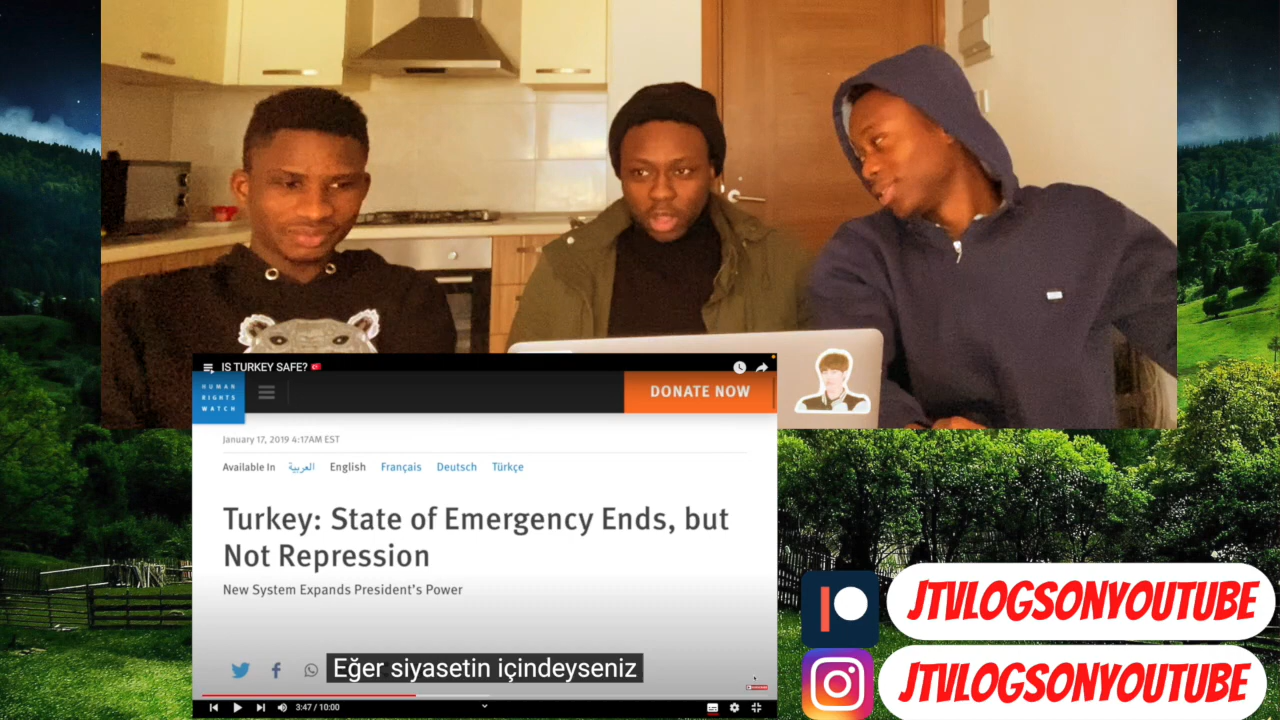 IS TURKEY SAFE?
HUMAN
RIGHTS
WATCH
DONATE NOW
January 17, 2019 4:17AM EST
Available In العربية English Français Deutsch Türkçe
Turkey: State of Emergency Ends, but
Not Repression
New System Expands President's Power
Eğer siyasetin içindeyseniz
3:47 / 10:00
JTVLOGSONYOUTUBE
JTVLOGSONYOUTUBE